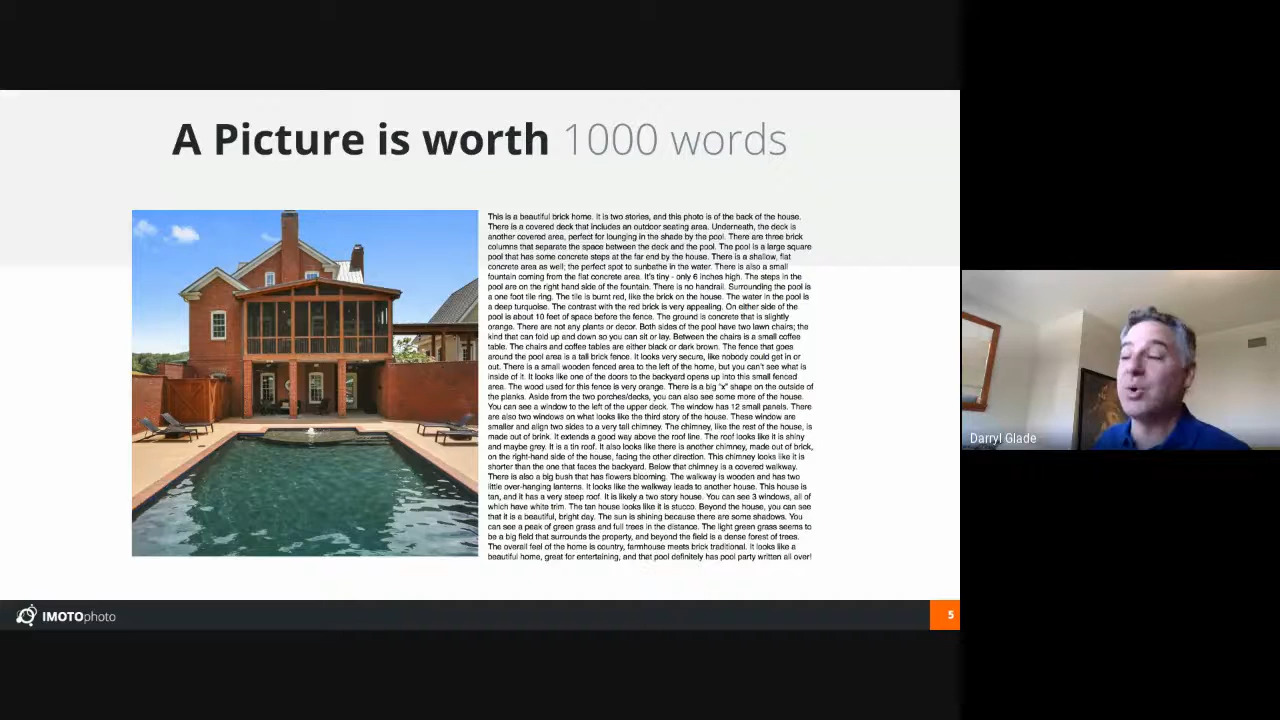 A Picture is worth 1000 words
This is a beautiful brick home. It is two stories, and this photo is of the back of the house.
There is a covered deck that includes an outdoor seating area. Underneath, the deck is
another covered area, perfect for lounging in the shade by the pool. There are three brick
columns that separate the space between the deck and the pool. The pool is a large square
pool that has some concrete steps at the far end by the house. There is a shallow, flat
concrete area as well; the perfect spot to sunbathe in the water. There is also a small
fountain coming from the flat concrete area. It's tiny - only 6 inches high. The steps in the
pool are on the right hand side of the fountain. There is no handrail. Surrounding the pool is
a one foot tile ring. The tile is burnt red, like the brick on the house. The water in the pool is
a deep turquoise. The contrast with the red brick is very appealing. On either side of the
pool is about 10 feet of space before the fence. The ground is concrete that is slightly
orange. There are not any plants or decor. Both sides of the pool have two lawn chairs; the
kind that can fold up and down so you can sit or lay. Between the chairs is a small coffee
table. The chairs and coffee tables are either black or dark brown. The fence that goes
around the pool area is a tall brick fence. It looks very secure, like nobody could get in or
out. There is a small wooden fenced area to the left of the home, but you can't see what is
inside of it. It looks like one of the doors to the backyard opens up into this small fenced
area. The wood used for this fence is very orange. There is a big "x" shape on the outside of
the planks. Aside from the two porches/decks, you can also see some more of the house.
You can see a window to the left of the upper deck. The window has 12 small panels. There
are also two windows on what looks like the third story of the house. These window are
smaller and align two sides to a very tall chimney. The chimney, like the rest of the house, is
made out of brink. It extends a good way above the roof line. The roof looks like it is shiny
and maybe grey. It is a tin roof. It also looks like there is another chimney, made out of brick,
on the right-hand side of the house, facing the other direction. This chimney looks like it is
shorter than the one that faces the backyard. Below that chimney is a covered walkway.
There is also a big bush that has flowers blooming. The walkway is wooden and has two
little over-hanging lanterns. It looks like the walkway leads to another house. This house is
tan, and it has a very steep roof. It is likely a two story house. You can see 3 windows, all of
which have white trim. The tan house looks like it is stucco. Beyond the house, you can see
that it is a beautiful, bright day. The sun is shining because there are some shadows. You
can see a peak of green grass and full trees in the distance. The light green grass seems to
be a big field that surrounds the property, and beyond the field is a dense forest of trees.
The overall feel of the home is country, farmhouse meets brick traditional. It looks like a
beautiful home, great for entertaining, and that pool definitely has pool party written all over!
Darryl Glade
IMOTOphoto
5